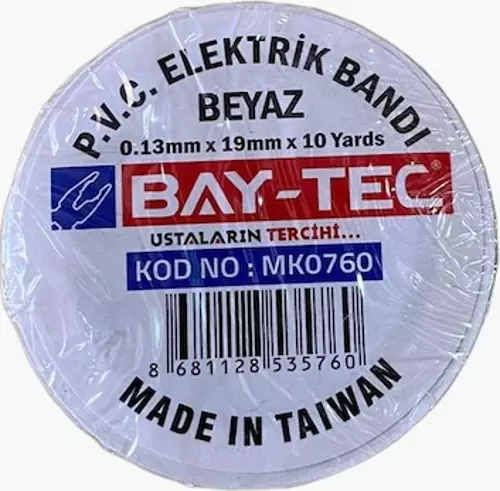 P.V.C. ELEKTRİK BANDI
BEYAZ
0.13mm x 19mm x 10 Yards
BAY-TEC®
USTALARIN TERCİHİ...
KOD NO : MK0760
8 681128 535760
MADE IN TAIWAN